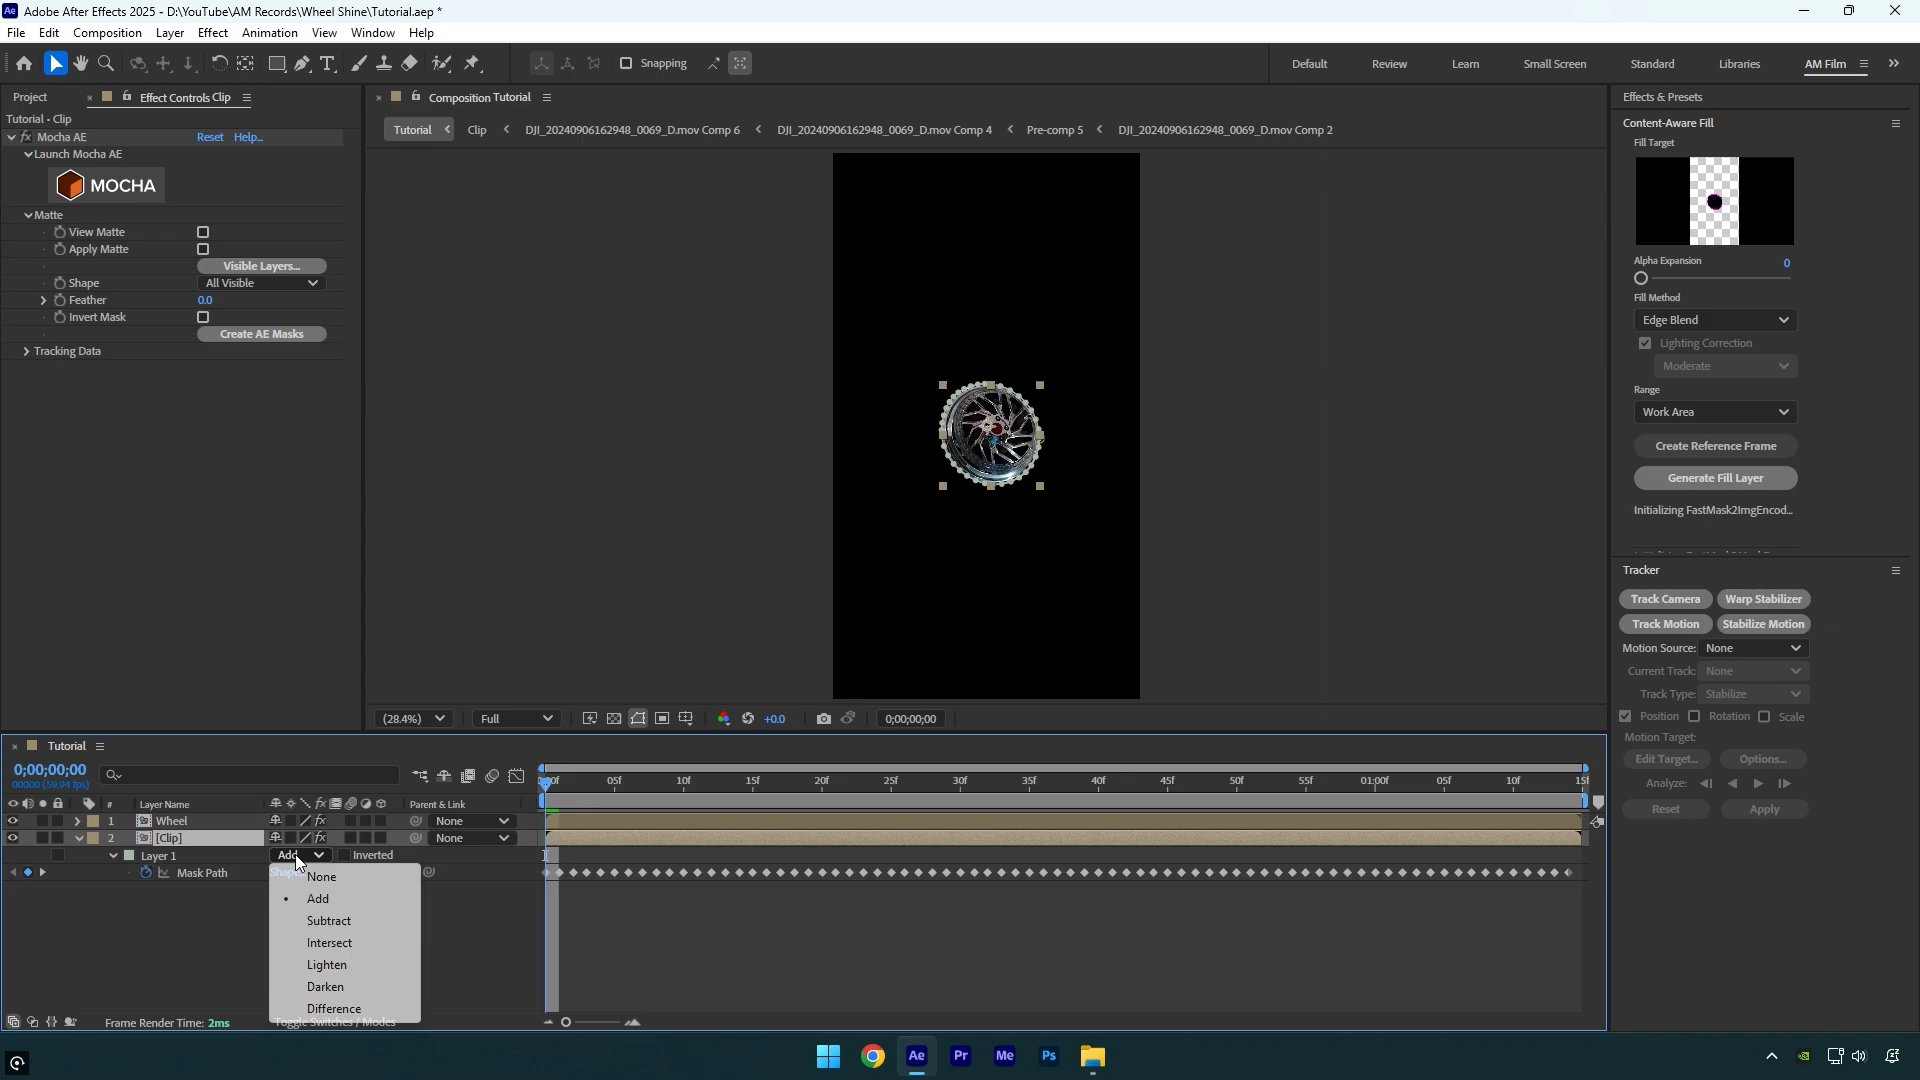 Adobe After Effects 2025 - D:\YouTube\AM Records\Wheel Shine\Tutorial.aep *
File Edit Composition Layer Effect Animation View Window Help
Snapping Default Review Learn Small Screen Standard Libraries AM Film
Project Effect Controls Clip
Tutorial • Clip
Mocha AE Reset Help...
Launch Mocha AE
MOCHA
Matte
View Matte
Apply Matte
Visible Layers...
Shape All Visible
Feather 0.0
Invert Mask
Create AE Masks
Tracking Data
Composition Tutorial
Tutorial Clip DJI_20240906162948_0069_D.mov Comp 6 DJI_20240906162948_0069_D.mov Comp 4 Pre-comp 5 DJI_20240906162948_0069_D.mov Comp 2
(28.4%) Full +0.0 0;00;00;00
Effects & Presets
Content-Aware Fill
Fill Target
Alpha Expansion 0
Fill Method
Edge Blend
Lighting Correction
Moderate
Range
Work Area
Create Reference Frame
Generate Fill Layer
Initializing FastMask2ImgEncod...
Tracker
Track Camera Warp Stabilizer
Track Motion Stabilize Motion
Motion Source: None
Current Track: None
Track Type: Stabilize
Position Rotation Scale
Motion Target:
Edit Target... Options...
Analyze:
Reset Apply
Tutorial
0;00;00;00
00000 (59.94 fps)
05f 10f 15f 20f 25f 30f 35f 40f 45f 50f 55f 01:00f 05f 10f 15f
# Layer Name Parent & Link
1 Wheel None
2 [Clip] None
Layer 1 Add Inverted
Mask Path
None
Add
Subtract
Intersect
Lighten
Darken
Difference
Frame Render Time: 2ms Toggle Switches / Modes
Ae Pr Me Ps